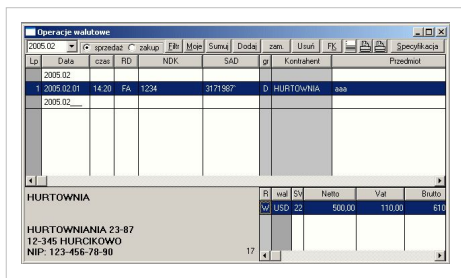 Operacje walutowe
2005.02 sprzedaż zakup Filtr Moje Sumuj Dodaj zam. Usuń FK Specyfikacja
Lp Data czas RD NDK SAD gr Kontrahent Przedmiot
2005.02
1 2005.02.01 14:20 FA 1234 3171987` D HURTOWNIA aaa
2005.02__
HURTOWNIA
R wal SV Netto Vat Brutto
W USD 22 500,00 110,00 610
HURTOWNIANIA 23-87
12-345 HURCIKOWO
NIP: 123-456-78-90 17